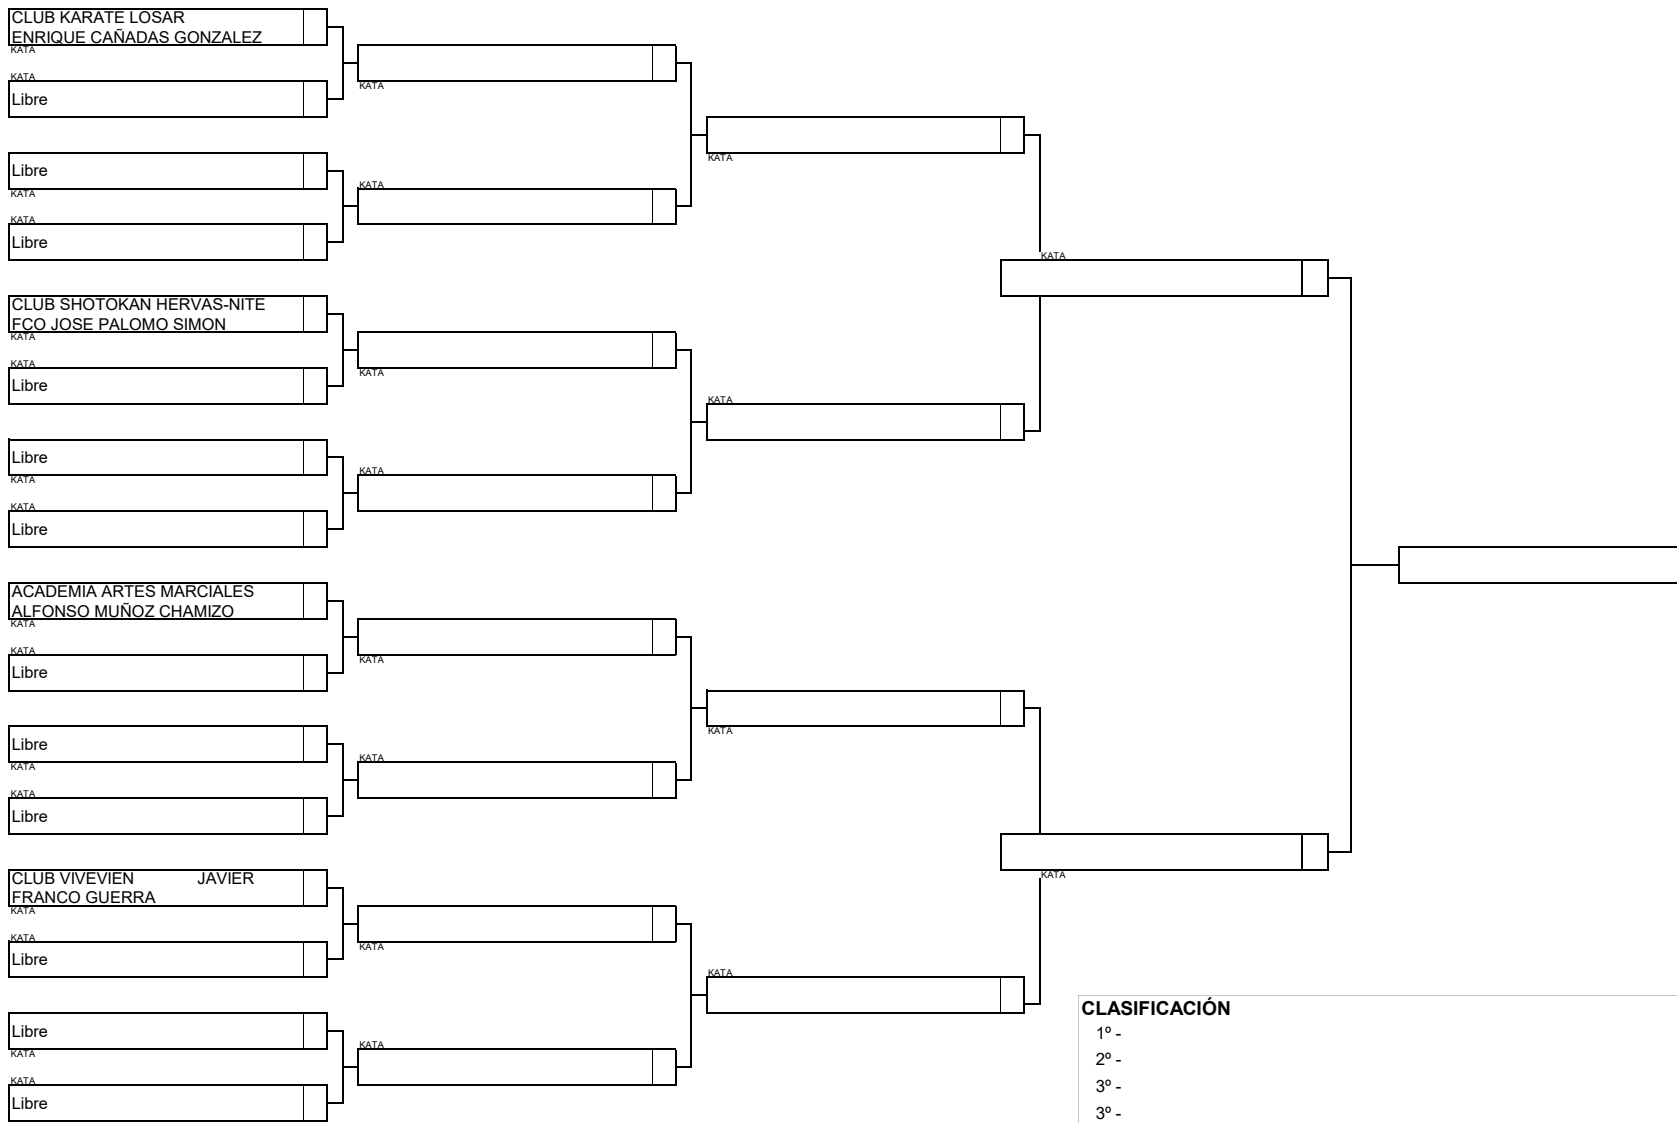 CLUB KARATE LOSAR
ENRIQUE CAÑADAS GONZALEZ
KATA
KATA
Libre
KATA
Libre
KATA
KATA
Libre
KATA
KATA
CLUB SHOTOKAN HERVAS-NITE
FCO JOSE PALOMO SIMON
KATA
KATA
Libre
KATA
KATA
Libre
KATA
KATA
Libre
KATA
KATA
ACADEMIA ARTES MARCIALES
ALFONSO MUÑOZ CHAMIZO
KATA
KATA
Libre
KATA
Libre
KATA
KATA
Libre
KATA
KATA
CLUB VIVEVIEN JAVIER
FRANCO GUERRA
KATA
KATA
Libre
KATA
KATA
Libre
KATA
KATA
Libre
KATA
KATA
CLASIFICACIÓN
1º -
2º -
3º -
3º -